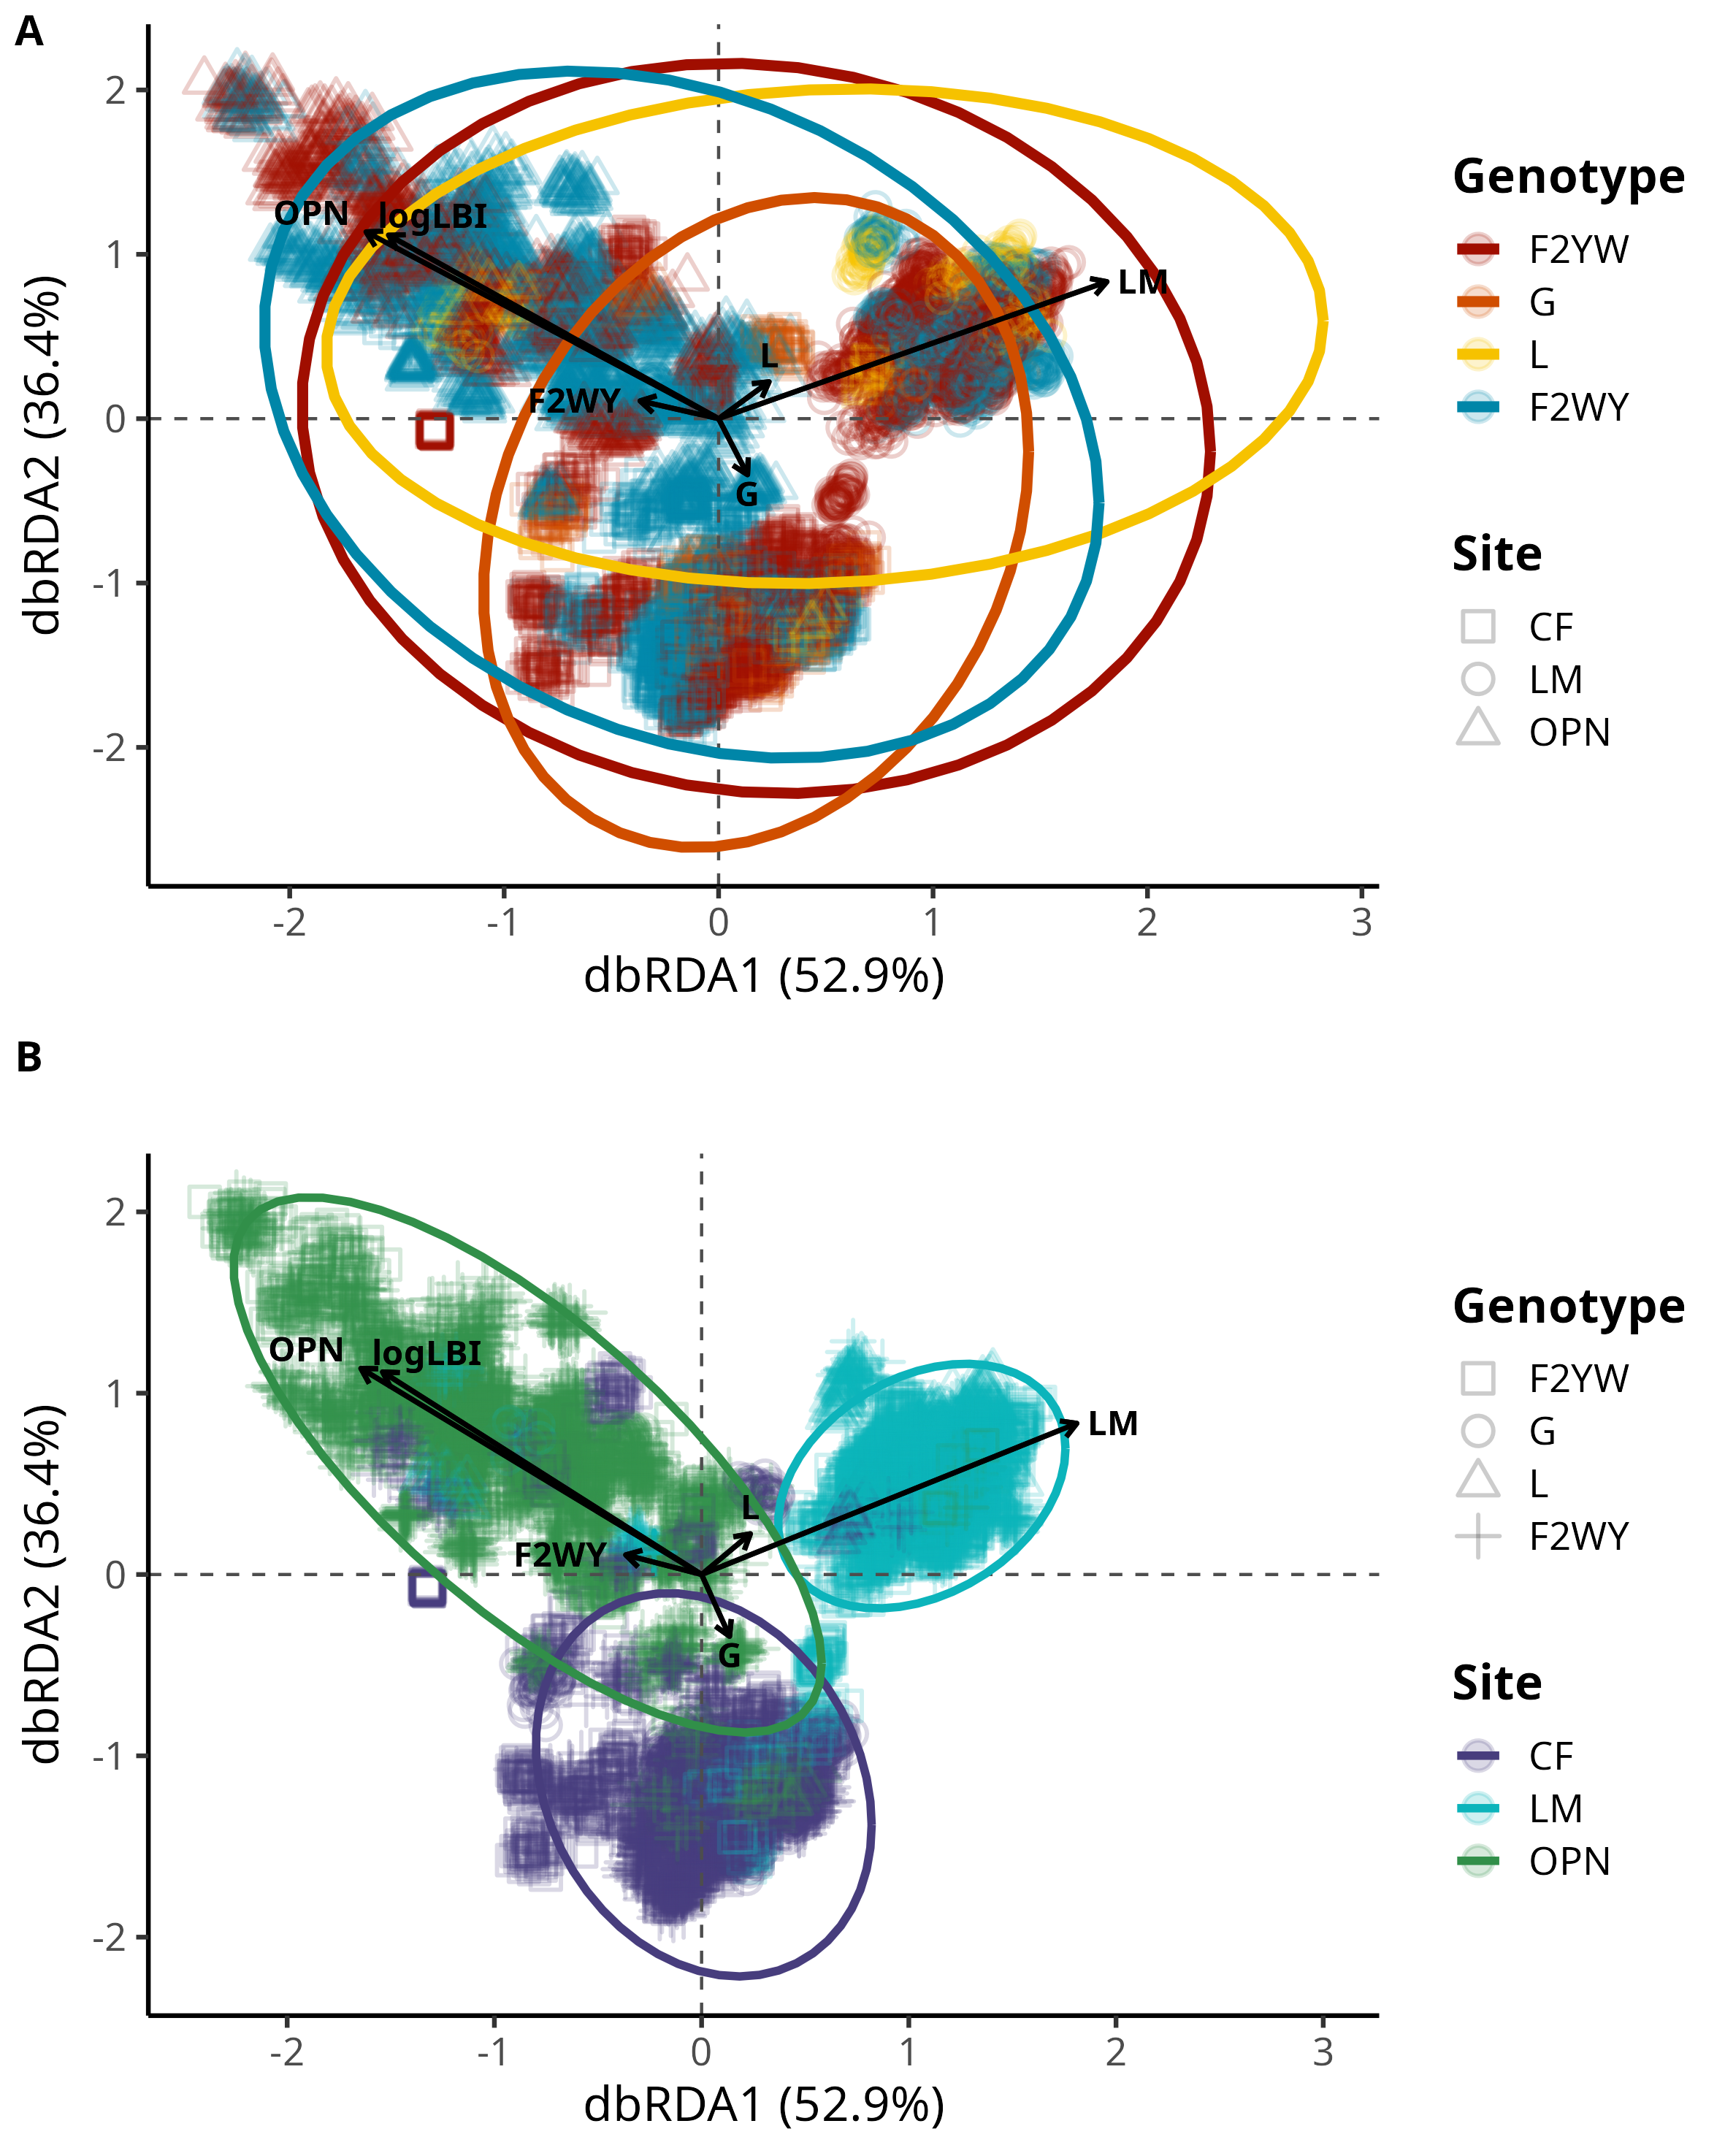 A
2
1
0
-1
-2
dbRDA2 (36.4%)
OPN
logLBI
LM
L
F2WY
G
-2
-1
0
1
2
3
dbRDA1 (52.9%)
Genotype
F2YW
G
L
F2WY
Site
CF
LM
OPN
B
2
1
0
-1
-2
dbRDA2 (36.4%)
OPN
logLBI
LM
L
F2WY
G
-2
-1
0
1
2
3
dbRDA1 (52.9%)
Genotype
F2YW
G
L
F2WY
Site
CF
LM
OPN